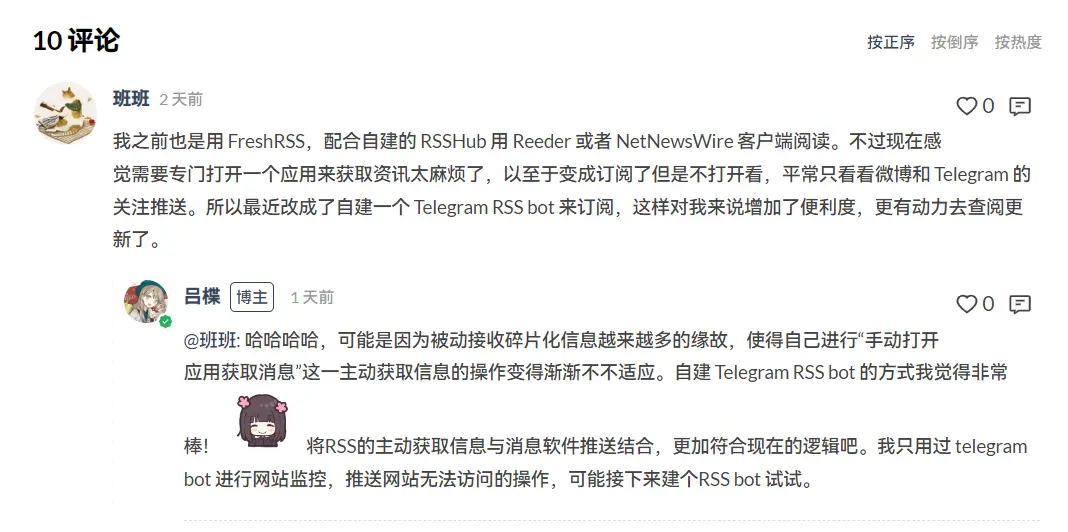 10 评论
按正序 按倒序 按热度
班班 2 天前
0
我之前也是用 FreshRSS，配合自建的 RSSHub 用 Reeder 或者 NetNewsWire 客户端阅读。不过现在感
觉需要专门打开一个应用来获取资讯太麻烦了，以至于变成订阅了但是不打开看，平常只看看微博和 Telegram 的
关注推送。所以最近改成了自建一个 Telegram RSS bot 来订阅，这样对我来说增加了便利度，更有动力去查阅更
新了。
吕楪 博主 1 天前
0
@班班: 哈哈哈哈，可能是因为被动接收碎片化信息越来越多的缘故，使得自己进行“手动打开
应用获取消息”这一主动获取信息的操作变得渐渐不不适应。自建 Telegram RSS bot 的方式我觉得非常
棒！ 将RSS的主动获取信息与消息软件推送结合，更加符合现在的逻辑吧。我只用过 telegram
bot 进行网站监控，推送网站无法访问的操作，可能接下来建个RSS bot 试试。